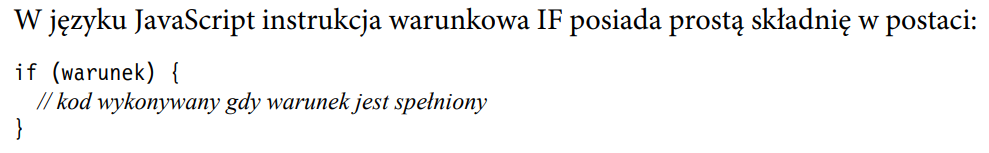 W języku JavaScript instrukcja warunkowa IF posiada prostą składnię w postaci:
if (warunek) {
// kod wykonywany gdy warunek jest spełniony
}